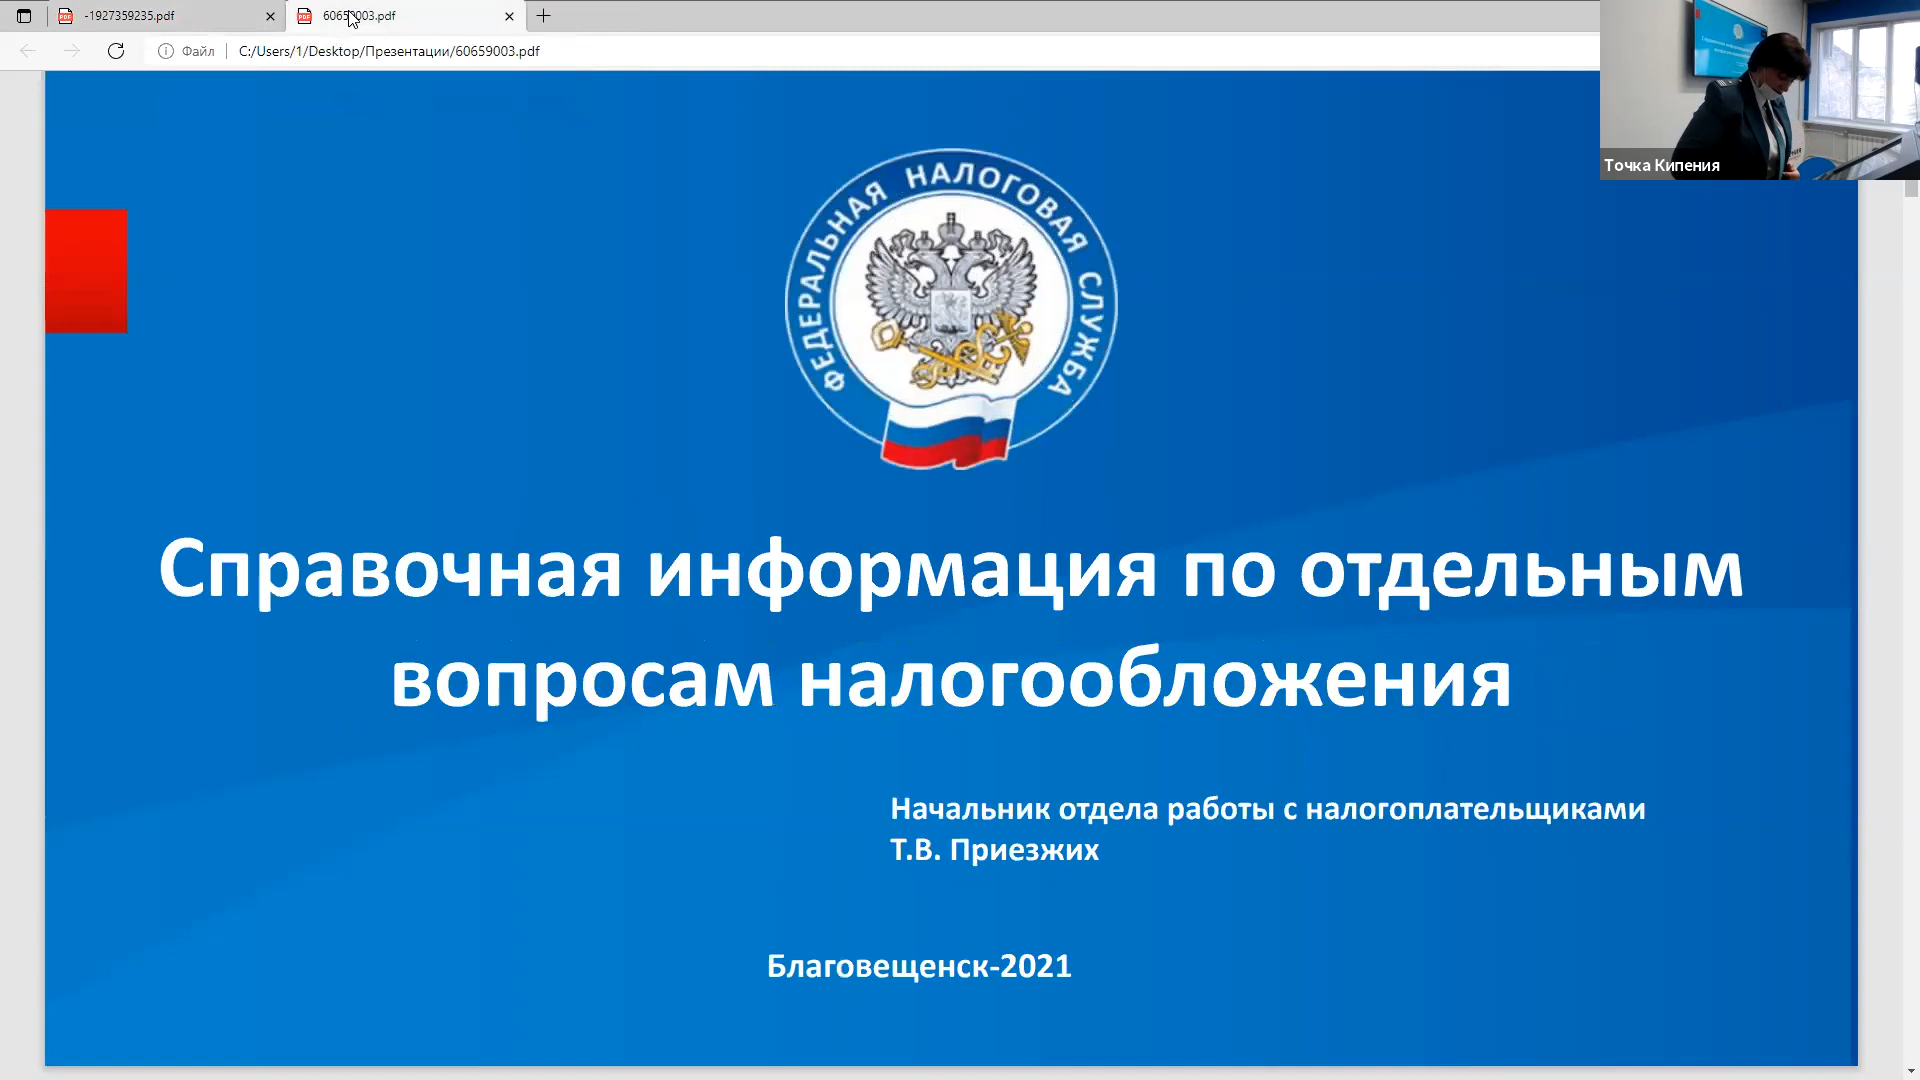 -1927359235.pdf
60659003.pdf
Файл
C:/Users/1/Desktop/Презентации/60659003.pdf
Точка Кипения
ФЕДЕРАЛЬНАЯ НАЛОГОВАЯ СЛУЖБА
Справочная информация по отдельным
вопросам налогообложения
Начальник отдела работы с налогоплательщиками
Т.В. Приезжих
Благовещенск-2021